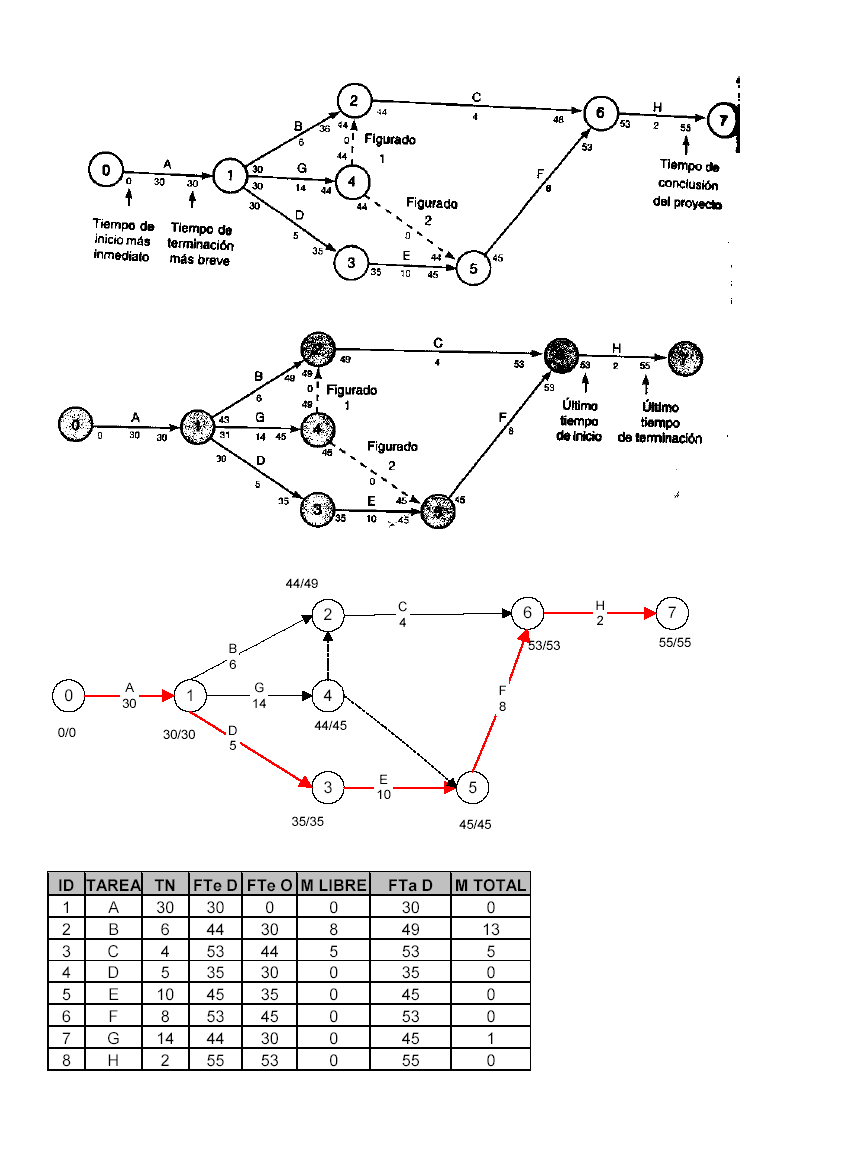 2
C
4
44
48
6
H
53
2
55
7
B
6
36
44
0
44
Figurado
1
Tiempo de
conclusión
del proyecto
0
A
0
30
30
1
30
G
30
14
44
4
44
53
F
8
30
D
5
35
Figurado
2
0
44
3
35
E
10
45
5
45
Tiempo de
inicio más
inmediato
Tiempo de
terminación
más breve
2
49
C
4
53
53
H
2
55
B
6
49
49
0
49
Figurado
1
53
Último
tiempo
de inicio
Último
tiempo
de terminación
0
A
0
30
30
43
31
G
14
45
4
45
F
8
30
D
5
35
Figurado
2
0
45
3
35
E
10
45
45
44/49
2
C
4
6
H
2
7
53/53
55/55
B
6
0
A
30
1
G
14
4
F
8
0/0
30/30
D
5
44/45
3
E
10
5
35/35
45/45
ID TAREA TN FTe D FTe O M LIBRE FTa D M TOTAL
1 A 30 30 0 0 30 0
2 B 6 44 30 8 49 13
3 C 4 53 44 5 53 5
4 D 5 35 30 0 35 0
5 E 10 45 35 0 45 0
6 F 8 53 45 0 53 0
7 G 14 44 30 0 45 1
8 H 2 55 53 0 55 0